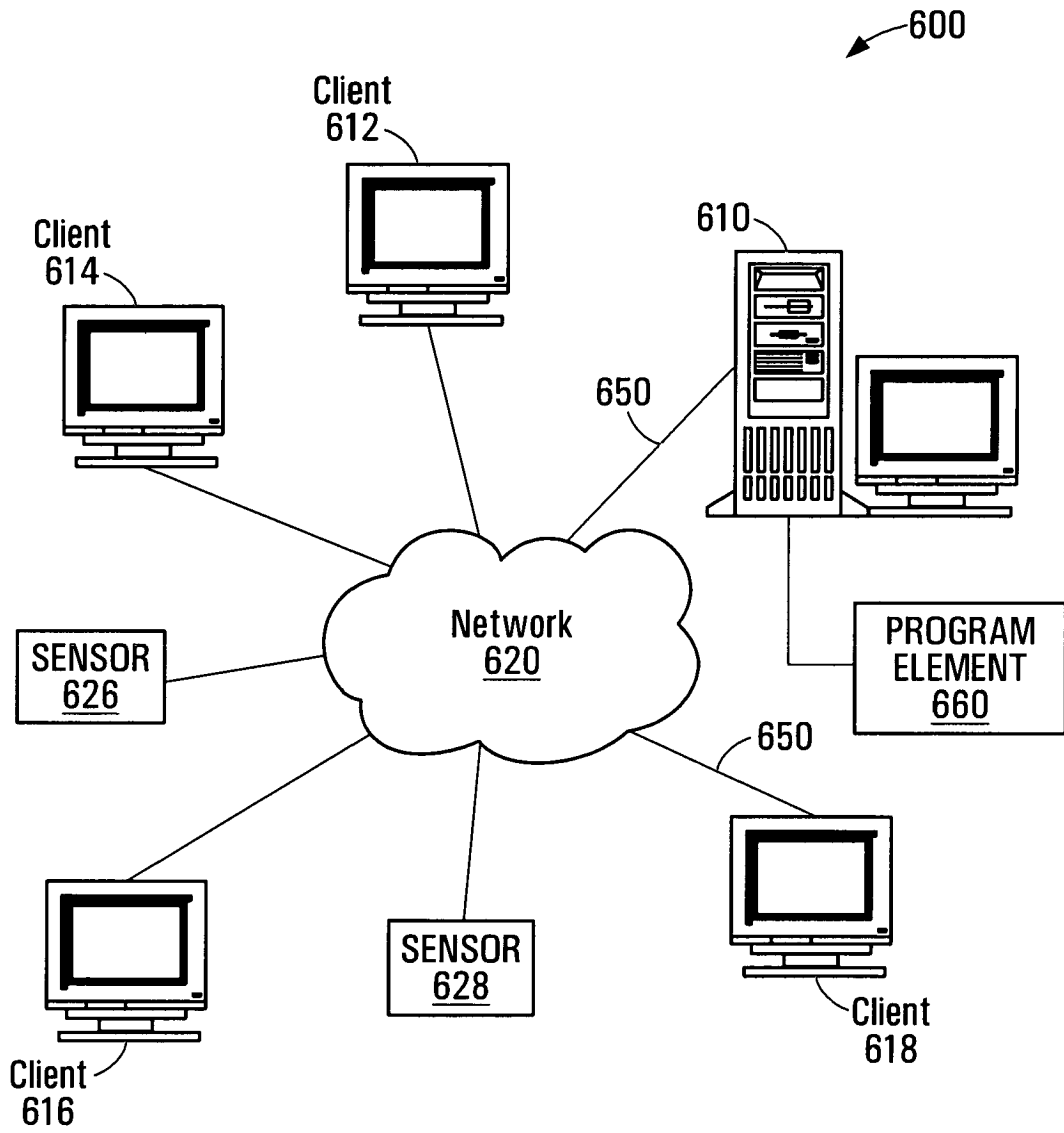 600
Client
612
610
Client
614
650
Network
620
SENSOR
626
PROGRAM
ELEMENT
660
650
SENSOR
628
Client
618
Client
616